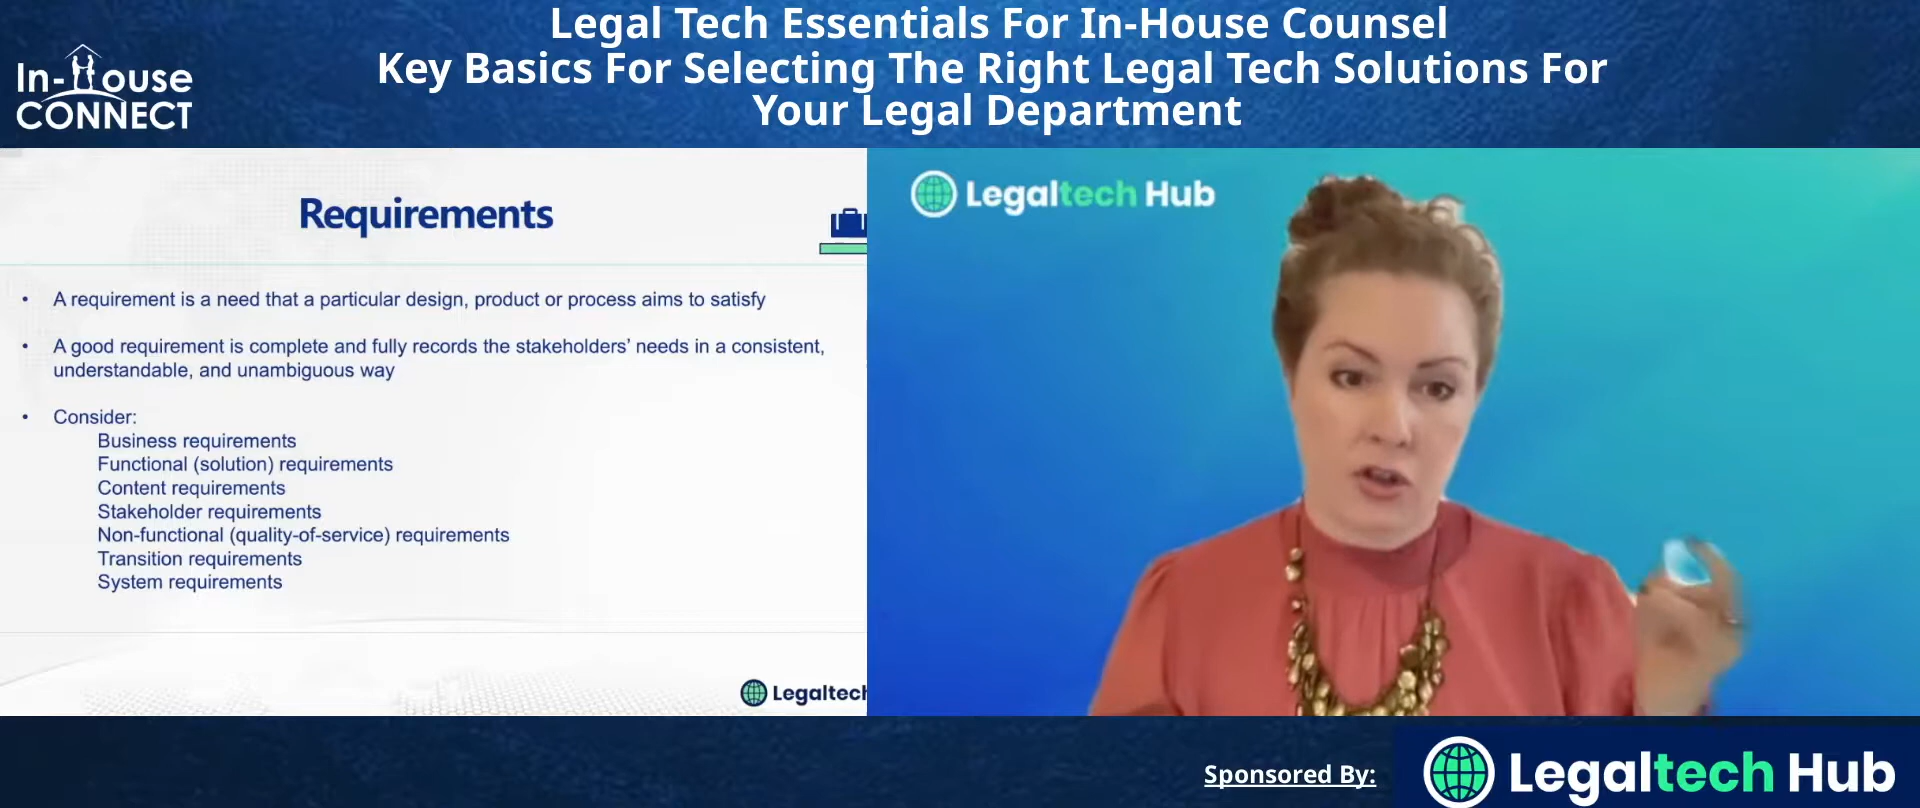 Legal Tech Essentials For In-House Counsel
Key Basics For Selecting The Right Legal Tech Solutions For
Your Legal Department
In-House
CONNECT
Requirements
• A requirement is a need that a particular design, product or process aims to satisfy
• A good requirement is complete and fully records the stakeholders’ needs in a consistent,
understandable, and unambiguous way
• Consider:
Business requirements
Functional (solution) requirements
Content requirements
Stakeholder requirements
Non-functional (quality-of-service) requirements
Transition requirements
System requirements
Legaltech
Legaltech Hub
Sponsored By:
Legaltech Hub